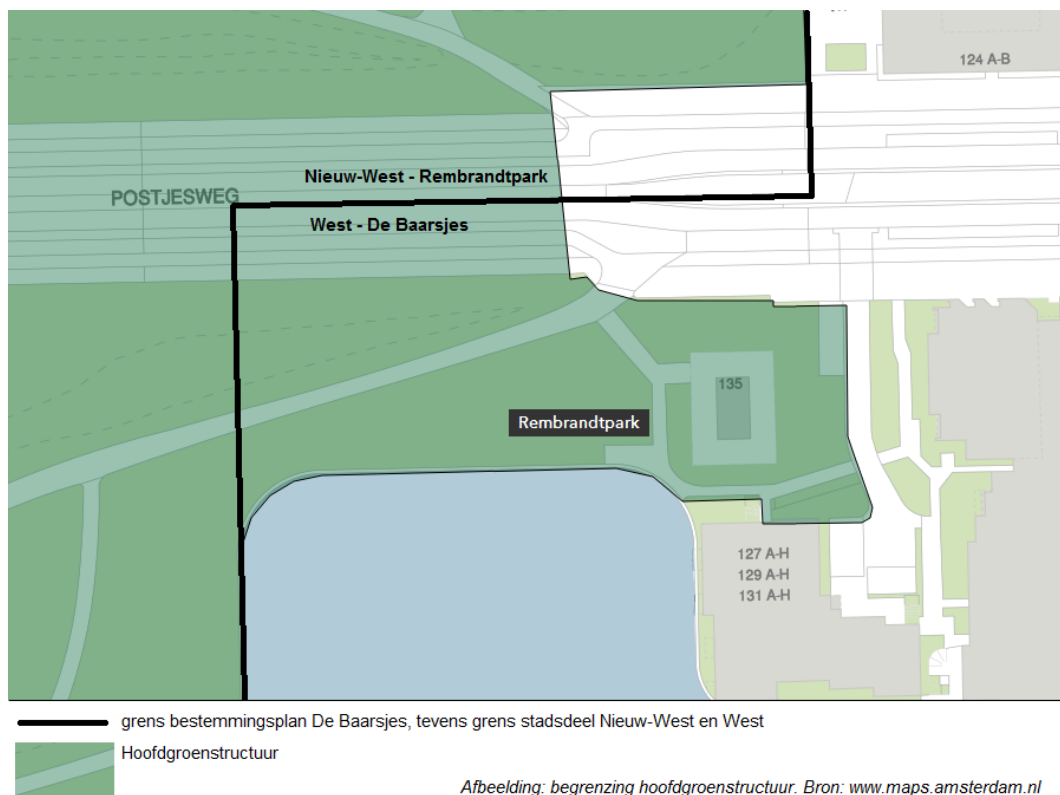 124 A-B
Nieuw-West - Rembrandtpark
POSTJESWEG
West - De Baarsjes
135
Rembrandtpark
127 A-H
129 A-H
131 A-H
grens bestemmingsplan De Baarsjes, tevens grens stadsdeel Nieuw-West en West
Hoofdgroenstructuur
Afbeelding: begrenzing hoofdgroenstructuur. Bron: www.maps.amsterdam.nl